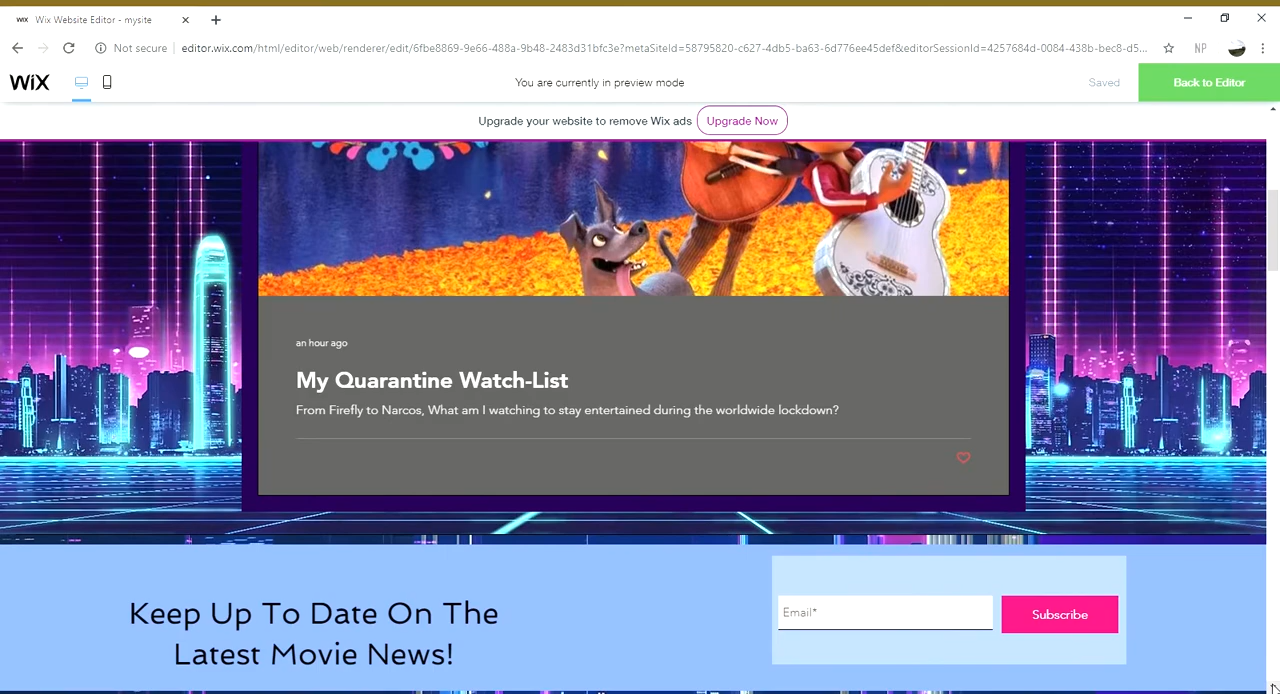 WiX Wix Website Editor - mysite
Not secure editor.wix.com/html/editor/web/renderer/edit/6fbe8869-9e66-488a-9b48-2483d31bfc3e?metaSiteId=58795820-c627-4db5-ba63-6d776ee45def&editorSessionId=4257684d-0084-438b-bec8-d5... NP
WiX You are currently in preview mode Saved Back to Editor
Upgrade your website to remove Wix ads Upgrade Now
an hour ago
My Quarantine Watch-List
From Firefly to Narcos, What am I watching to stay entertained during the worldwide lockdown?
Keep Up To Date On The
Latest Movie News!
Email*
Subscribe